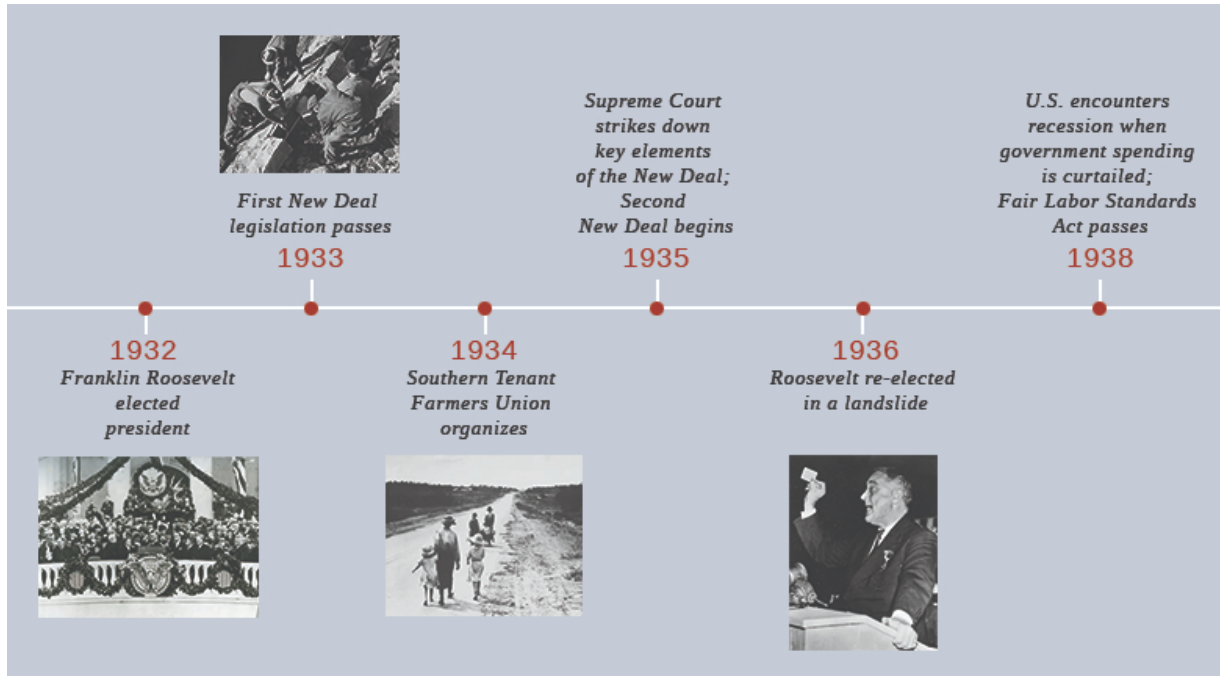 First New Deal
legislation passes
1933
Supreme Court
strikes down
key elements
of the New Deal;
Second
New Deal begins
1935
U.S. encounters
recession when
government spending
is curtailed;
Fair Labor Standards
Act passes
1938
1932
Franklin Roosevelt
elected
president
1934
Southern Tenant
Farmers Union
organizes
1936
Roosevelt re-elected
in a landslide